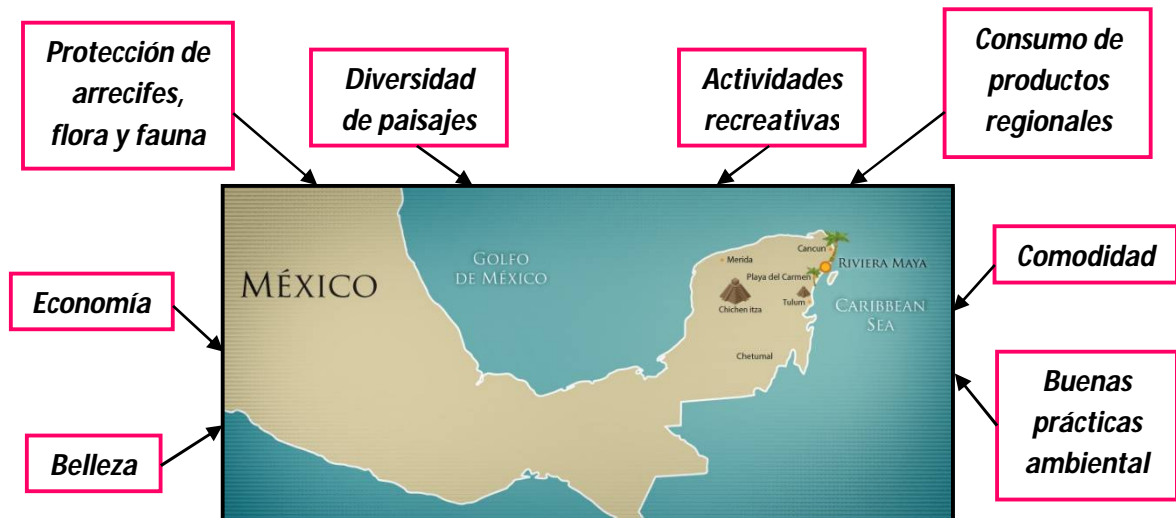 Protección de
arrecifes,
flora y fauna
Diversidad
de paisajes
Actividades
recreativas
Consumo de
productos
regionales
Economía
Belleza
MÉXICO
GOLFO
DE MÉXICO
Merida
Cancun
Playa del Carmen
RIVIERA MAYA
Chichen itza
Tulum
CARIBBEAN
SEA
Chetumal
Comodidad
Buenas
prácticas
ambiental